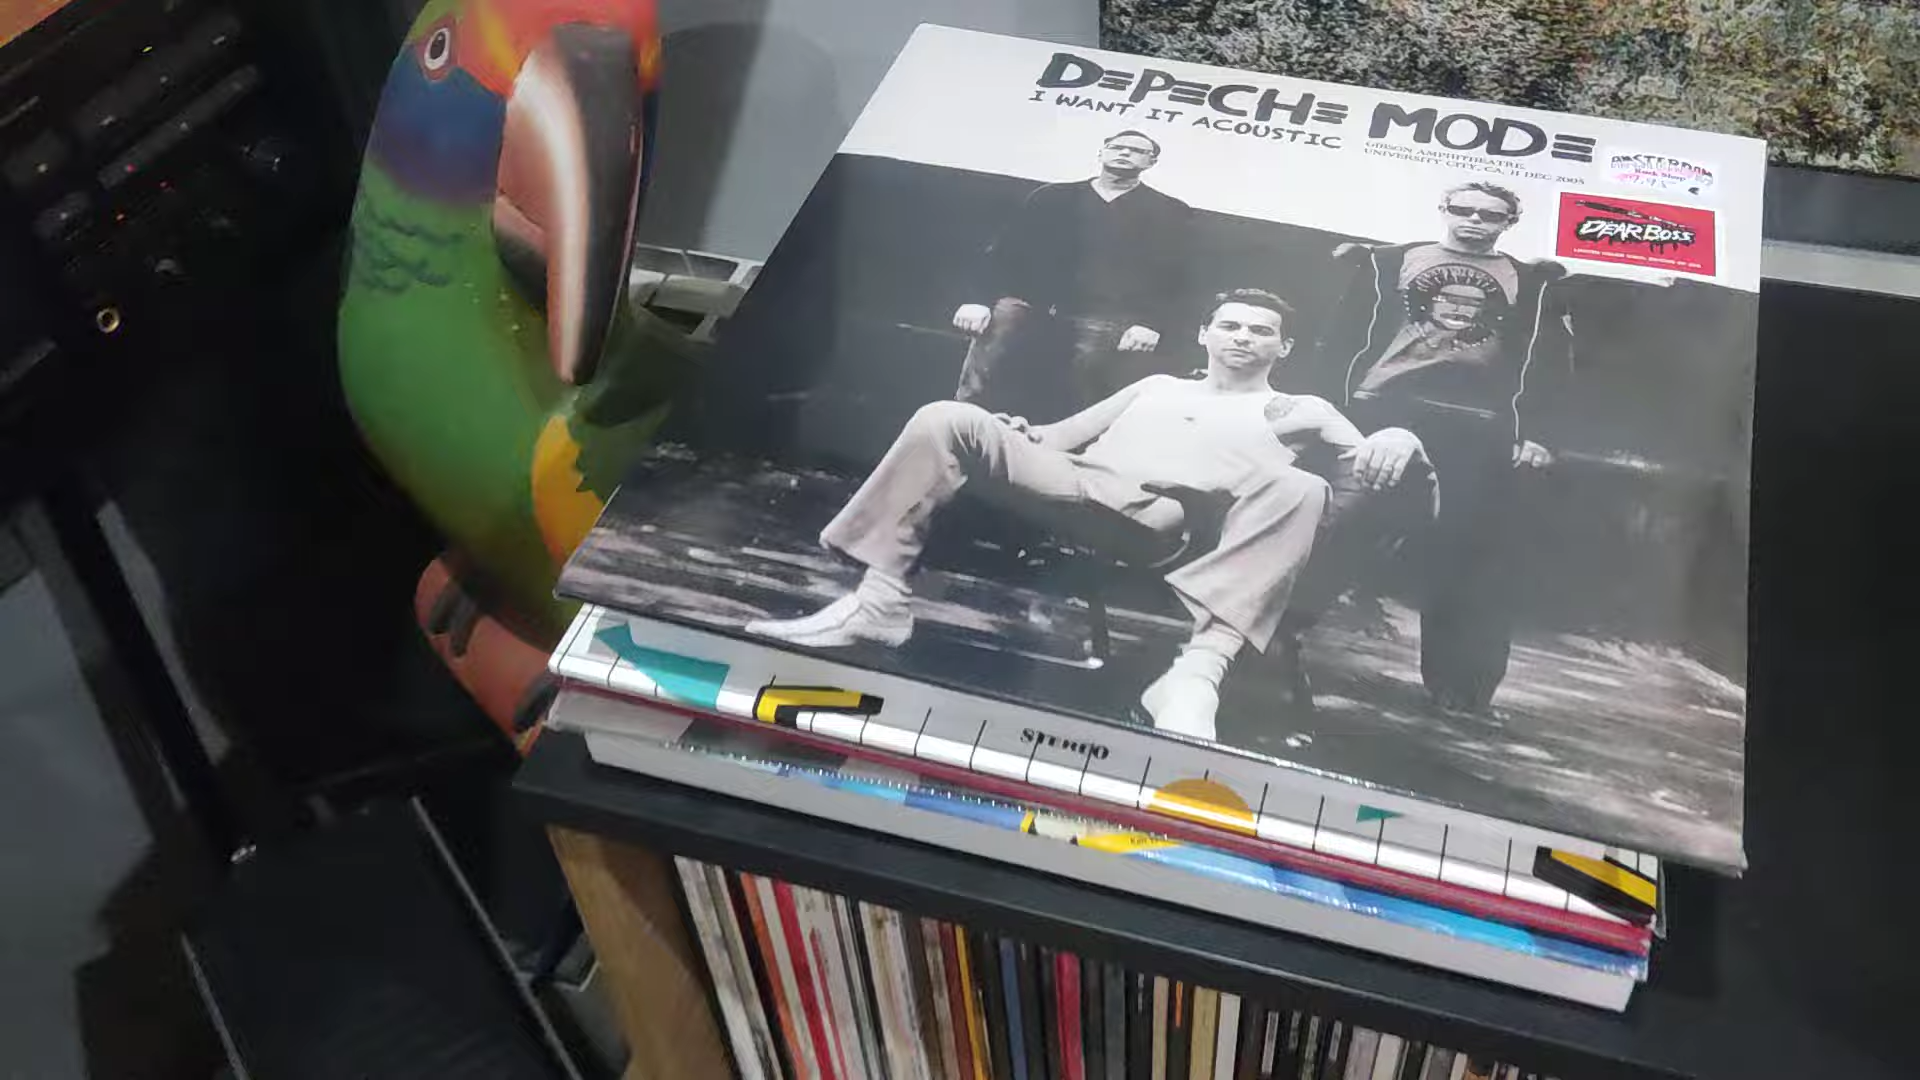 DEPECHE MODE
I WANT IT ACOUSTIC
GIBSON AMPHITHEATRE
UNIVERSITY CITY, CA, 11 DEC 2005
AMSTERDAM
Rock Shop
DEAR BOSS
STEREO